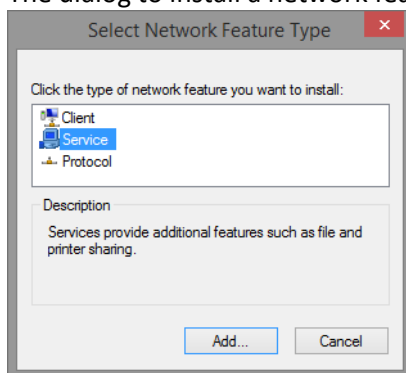 The dialog to install a network fea
Select Network Feature Type
Click the type of network feature you want to install:
Client
Service
Protocol
Description
Services provide additional features such as file and
printer sharing.
Add...
Cancel